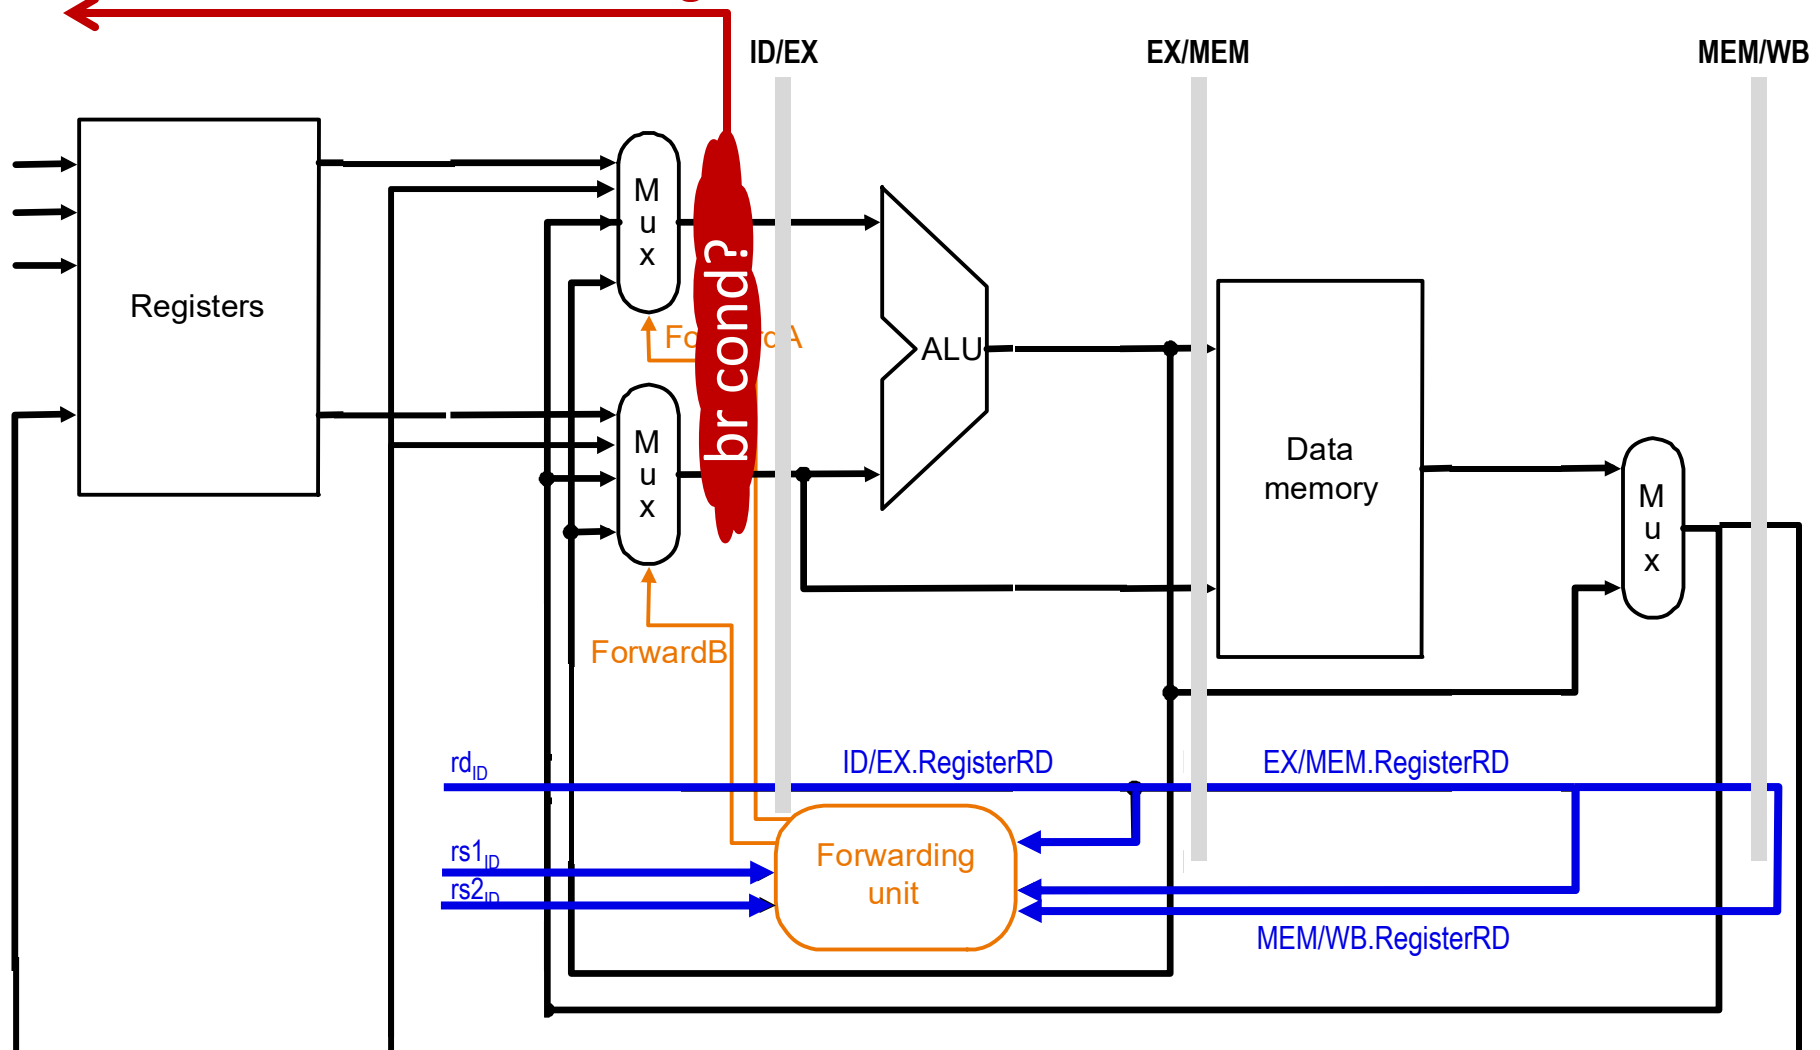 ID/EX
EX/MEM
MEM/WB
Registers
M
u
x
br cond?
ALU
M
u
x
Data
memory
M
u
x
ForwardB
rdID
ID/EX.RegisterRD
EX/MEM.RegisterRD
rs1ID
rs2ID
Forwarding
unit
MEM/WB.RegisterRD